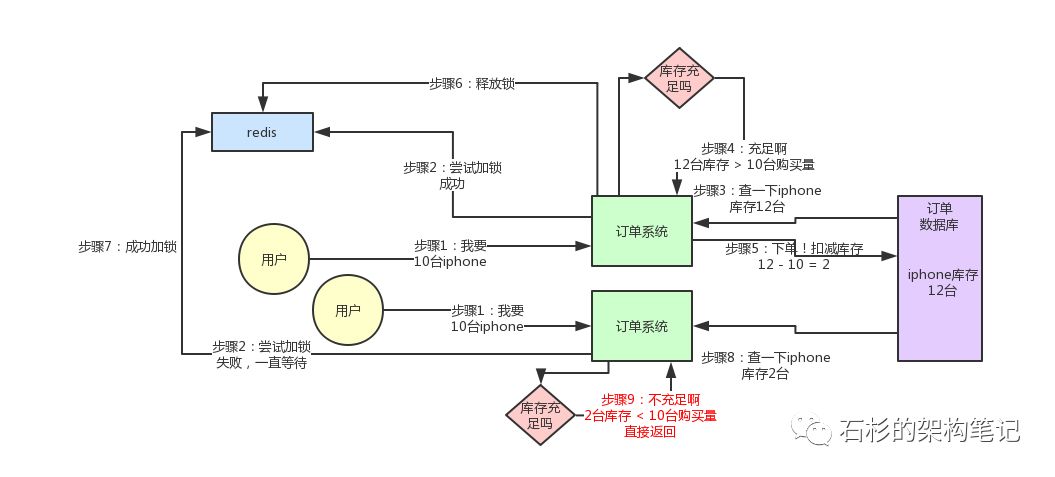 库存充
足吗
步骤6：释放锁
redis
步骤4：充足啊
12台库存 > 10台购买量
步骤2：尝试加锁
成功
步骤3：查一下iphone
库存12台
订单
数据库
订单系统
步骤7：成功加锁
步骤1：我要
10台iphone
用户
步骤5：下单！扣减库存
12 - 10 = 2
iphone库存
12台
用户
步骤1：我要
10台iphone
订单系统
步骤2：尝试加锁
失败，一直等待
步骤8：查一下iphone
库存2台
库存充
足吗
步骤9：不充足啊
2台库存 < 10台购买量
直接返回
石杉的架构笔记